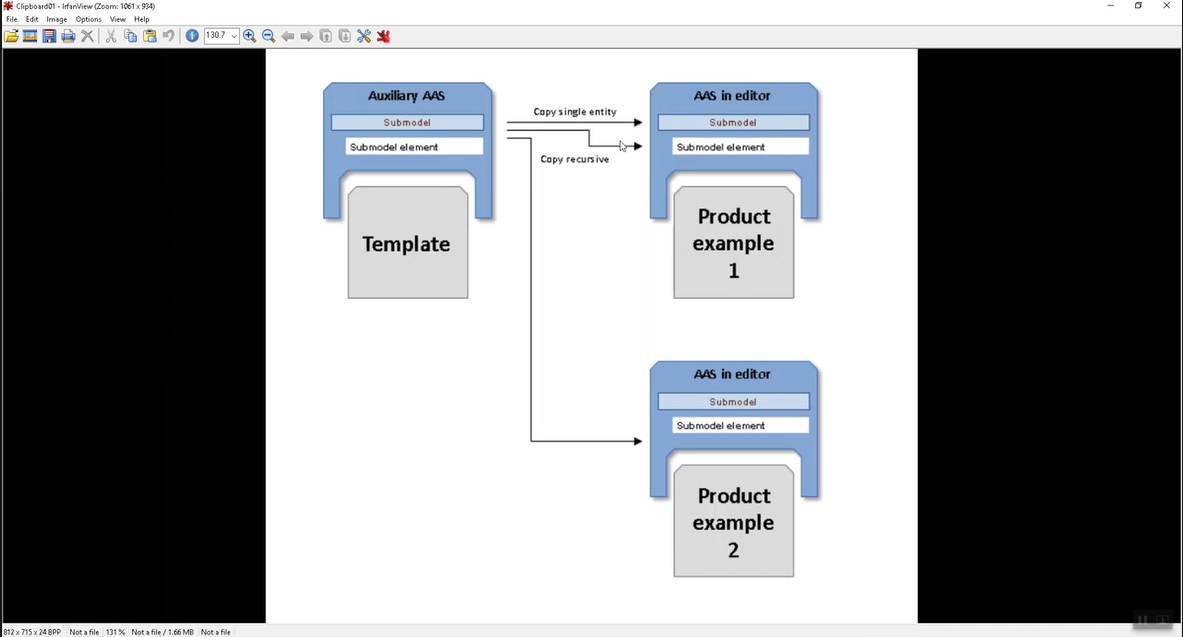 Clipboard01 - IrfanView (Zoom: 1061 x 934)
File Edit Image Options View Help
130.7
Auxiliary AAS
Submodel
Submodel element
Template
Copy single entity
Copy recursive
AAS in editor
Submodel
Submodel element
Product
example
1
AAS in editor
Submodel
Submodel element
Product
example
2
812 x 715 x 24 BPP Not a file 131 % Not a file / 1.66 MB Not a file